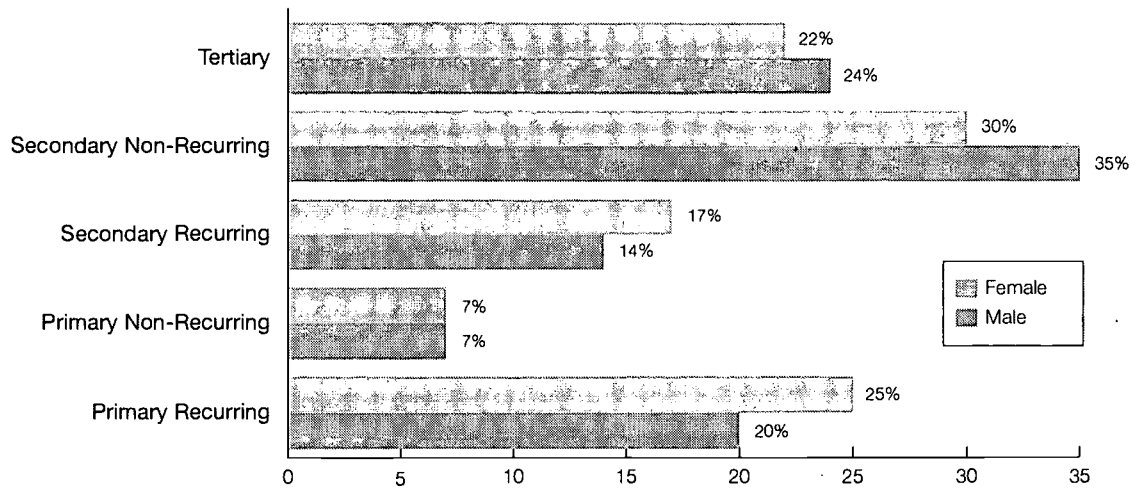 Tertiary
22%
24%
Secondary Non-Recurring
30%
35%
Secondary Recurring
17%
14%
Primary Non-Recurring
7%
7%
Primary Recurring
25%
20%
Female
Male
0 5 10 15 20 25 30 35